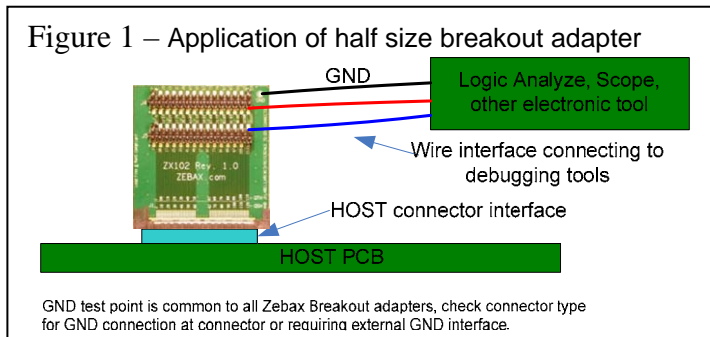 Figure 1 – Application of half size breakout adapter
GND
Logic Analyze, Scope,
other electronic tool
ZX102 Rev. 1.0
ZEBAX.com
Wire interface connecting to
debugging tools
HOST connector interface
HOST PCB
GND test point is common to all Zebax Breakout adapters, check connector type
for GND connection at connector or requiring external GND interface.